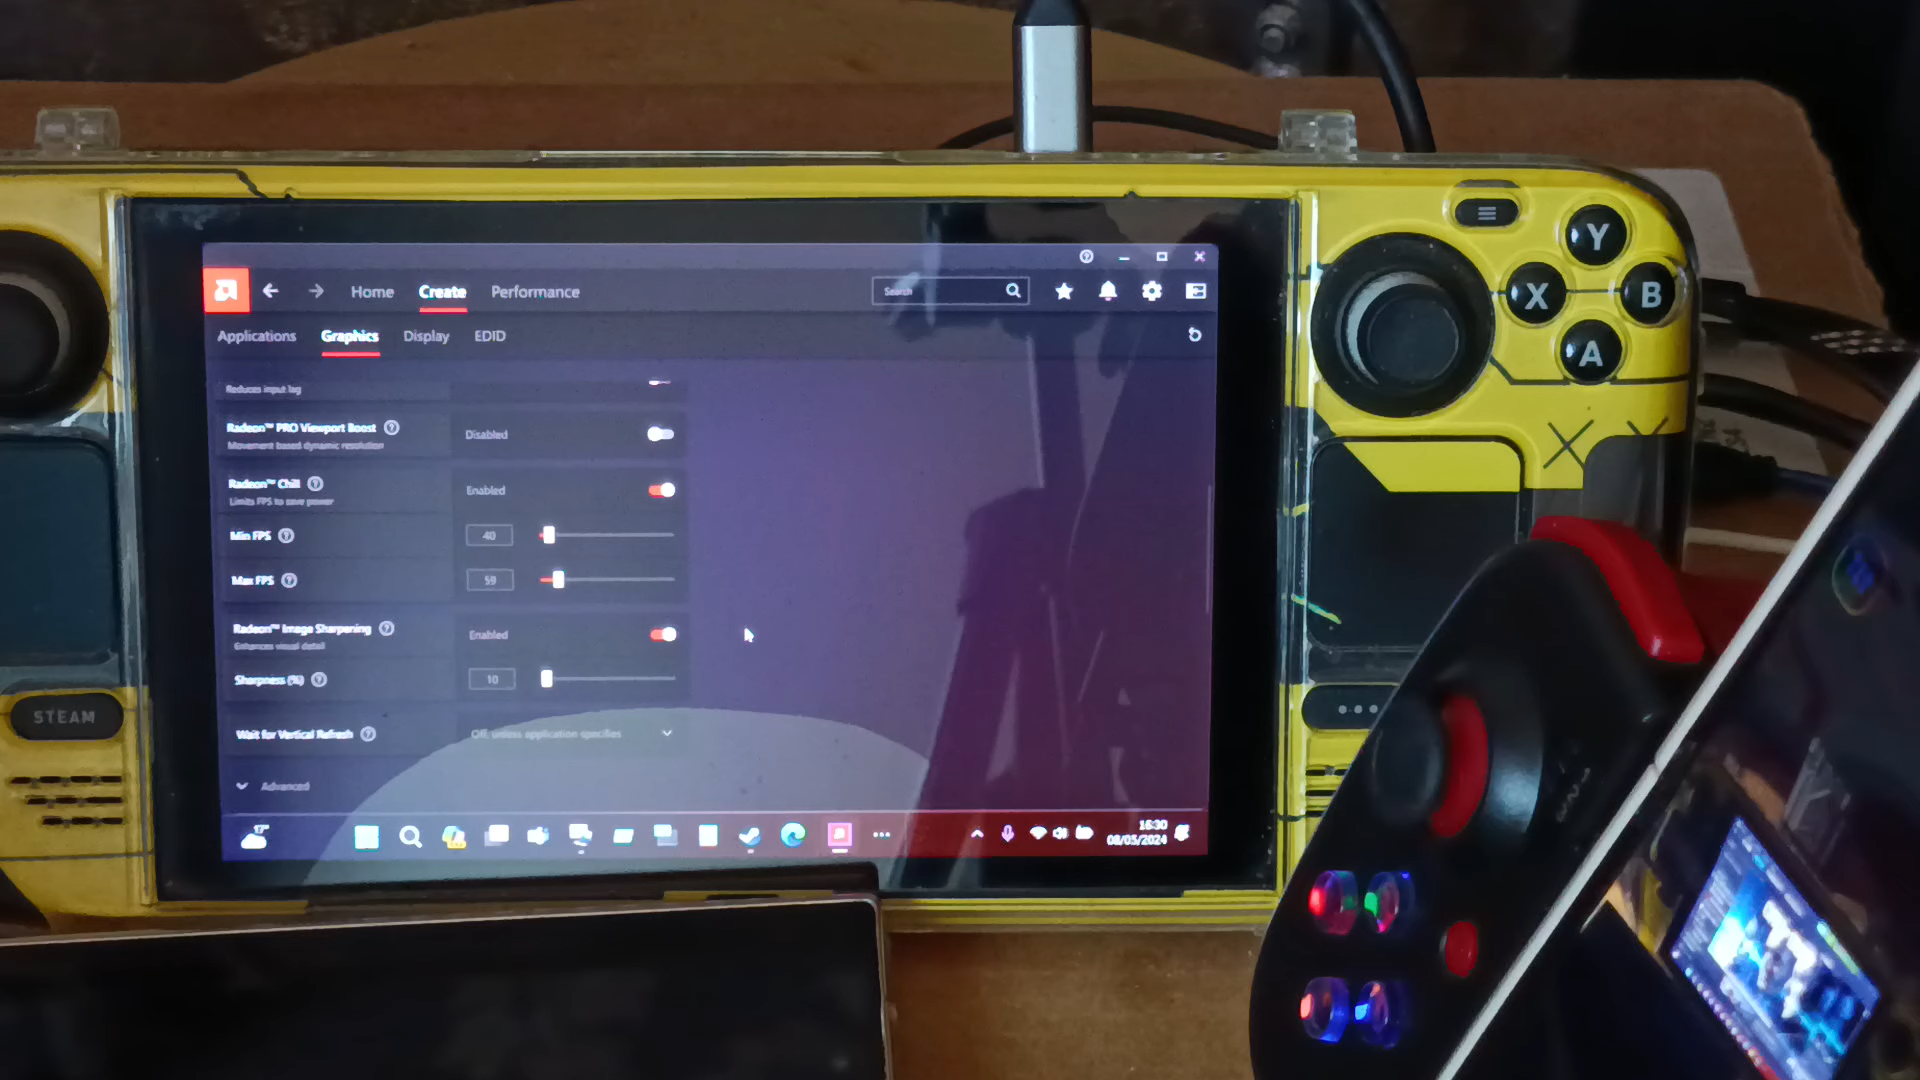 Home Create Performance
Search
Applications Graphics Display EDID
Reduces input lag
Radeon™ PRO Viewport Boost
Disabled
Movement based dynamic resolution
Radeon™ Chill
Enabled
Limits FPS to save power
Min FPS
40
Max FPS
59
Radeon™ Image Sharpening
Enabled
Enhances visual detail
Sharpness (%)
10
Wait for Vertical Refresh
Off, unless application specifies
Advanced
17°
16:30
08/05/2024
STEAM
Y
X
B
A